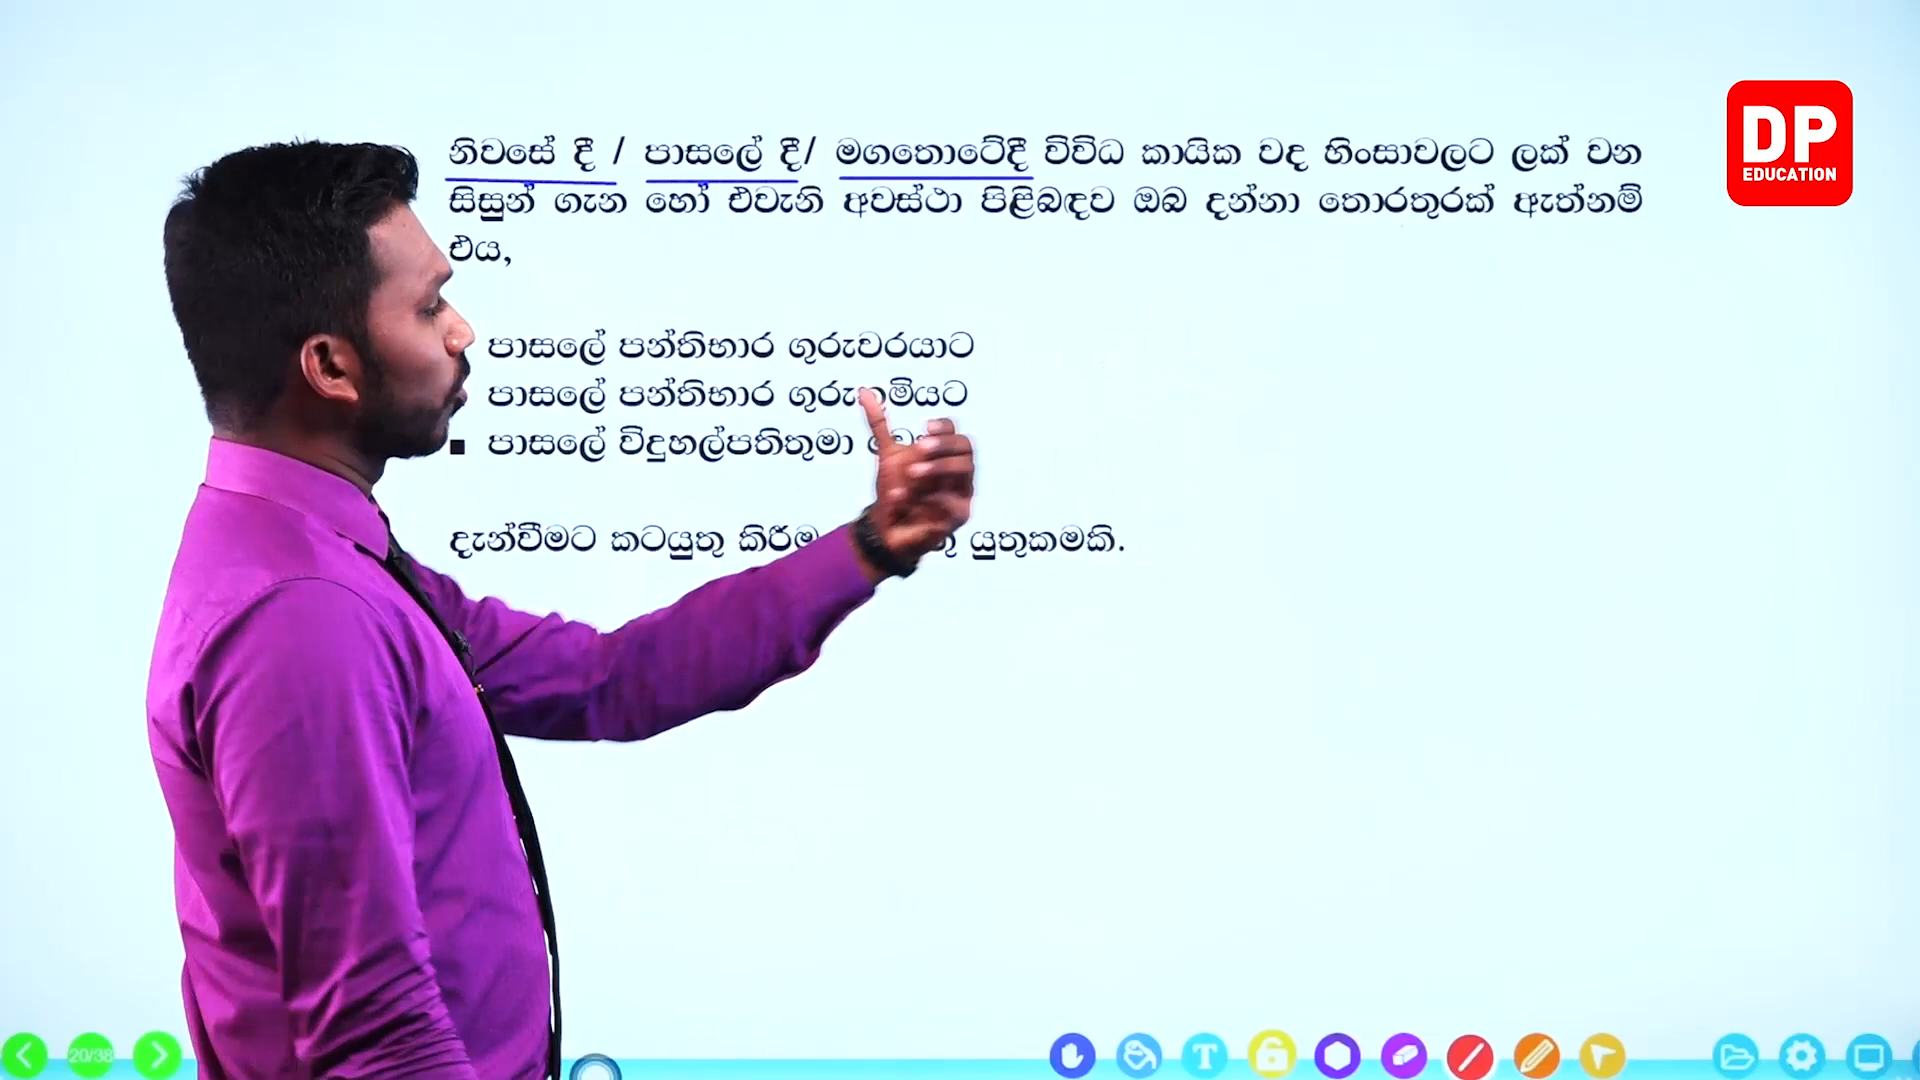 නිවසේ දී / පාසලේ දී/ මගතොටේදී විවිධ කායික වද හිංසාවලට ලක් වන
සිසුන් ගැන හෝ එවැනි අවස්ථා පිළිබඳව ඔබ දන්නා තොරතුරක් ඇත්නම්
එය,
පාසලේ පන්තිභාර ගුරුවරයාට
පාසලේ පන්තිභාර
■ පාසලේ විදුහල්පතිතුමා
දැන්වීමට කටයුතු කිරීම යුතුකමකි.
DP
EDUCATION
20/38
T